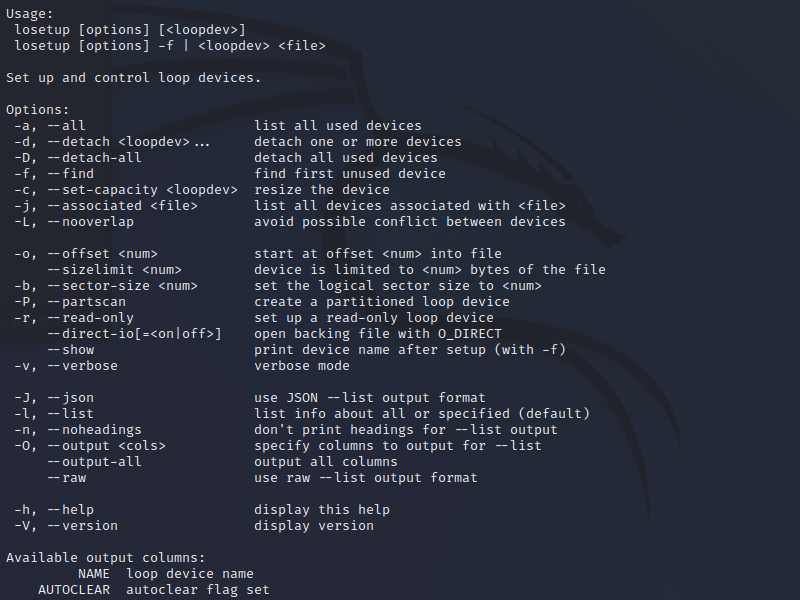 Usage:
 losetup [options] [<loopdev>]
 losetup [options] -f | <loopdev> <file>

Set up and control loop devices.

Options:
 -a, --all                     list all used devices
 -d, --detach <loopdev>...     detach one or more devices
 -D, --detach-all              detach all used devices
 -f, --find                    find first unused device
 -c, --set-capacity <loopdev>  resize the device
 -j, --associated <file>       list all devices associated with <file>
 -L, --nooverlap               avoid possible conflict between devices

 -o, --offset <num>            start at offset <num> into file
     --sizelimit <num>         device is limited to <num> bytes of the file
 -b, --sector-size <num>       set the logical sector size to <num>
 -P, --partscan                create a partitioned loop device
 -r, --read-only               set up a read-only loop device
     --direct-io[=<on|off>]    open backing file with O_DIRECT
     --show                    print device name after setup (with -f)
 -v, --verbose                 verbose mode

 -J, --json                    use JSON --list output format
 -l, --list                    list info about all or specified (default)
 -n, --noheadings              don't print headings for --list output
 -O, --output <cols>           specify columns to output for --list
     --output-all              output all columns
     --raw                     use raw --list output format

 -h, --help                    display this help
 -V, --version                 display version

Available output columns:
         NAME  loop device name
    AUTOCLEAR  autoclear flag set